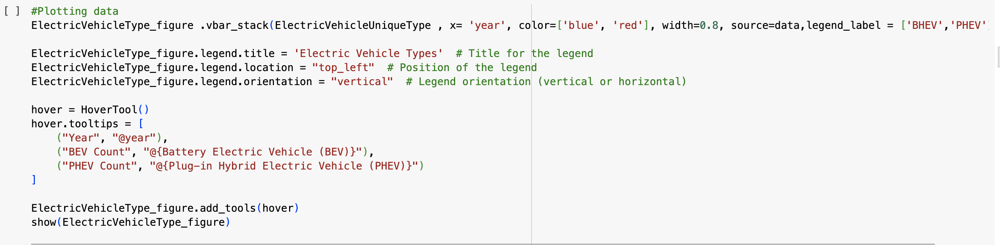 [ ] #Plotting data
ElectricVehicleType_figure .vbar_stack(ElectricVehicleUniqueType , x= 'year', color=['blue', 'red'], width=0.8, source=data,legend_label = ['BHEV','PHEV'
ElectricVehicleType_figure.legend.title = 'Electric Vehicle Types'  # Title for the legend
ElectricVehicleType_figure.legend.location = "top_left"  # Position of the legend
ElectricVehicleType_figure.legend.orientation = "vertical"  # Legend orientation (vertical or horizontal)
hover = HoverTool()
hover.tooltips = [
    ("Year", "@year"),
    ("BEV Count", "@{Battery Electric Vehicle (BEV)}"),
    ("PHEV Count", "@{Plug-in Hybrid Electric Vehicle (PHEV)}")
]
ElectricVehicleType_figure.add_tools(hover)
show(ElectricVehicleType_figure)